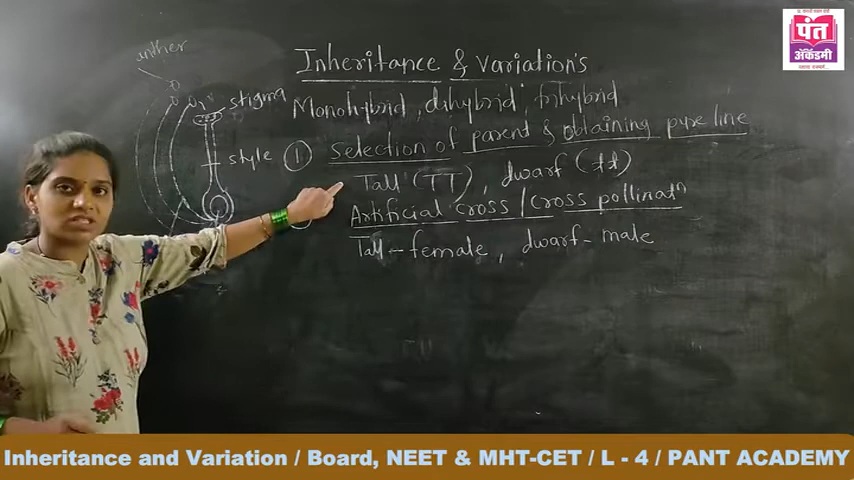 anther
Inheritance & Variation's
stigma
Monohybrid, dihybrid, trihybrid
style
① Selection of parent & obtaining pure line
Tall (TT), dwarf (tt)
Artificial cross / Cross pollinatn
Tall - female, dwarf - male
पंत
अ‍ॅकॅडमी
Inheritance and Variation / Board, NEET & MHT-CET / L - 4 / PANT ACADEMY